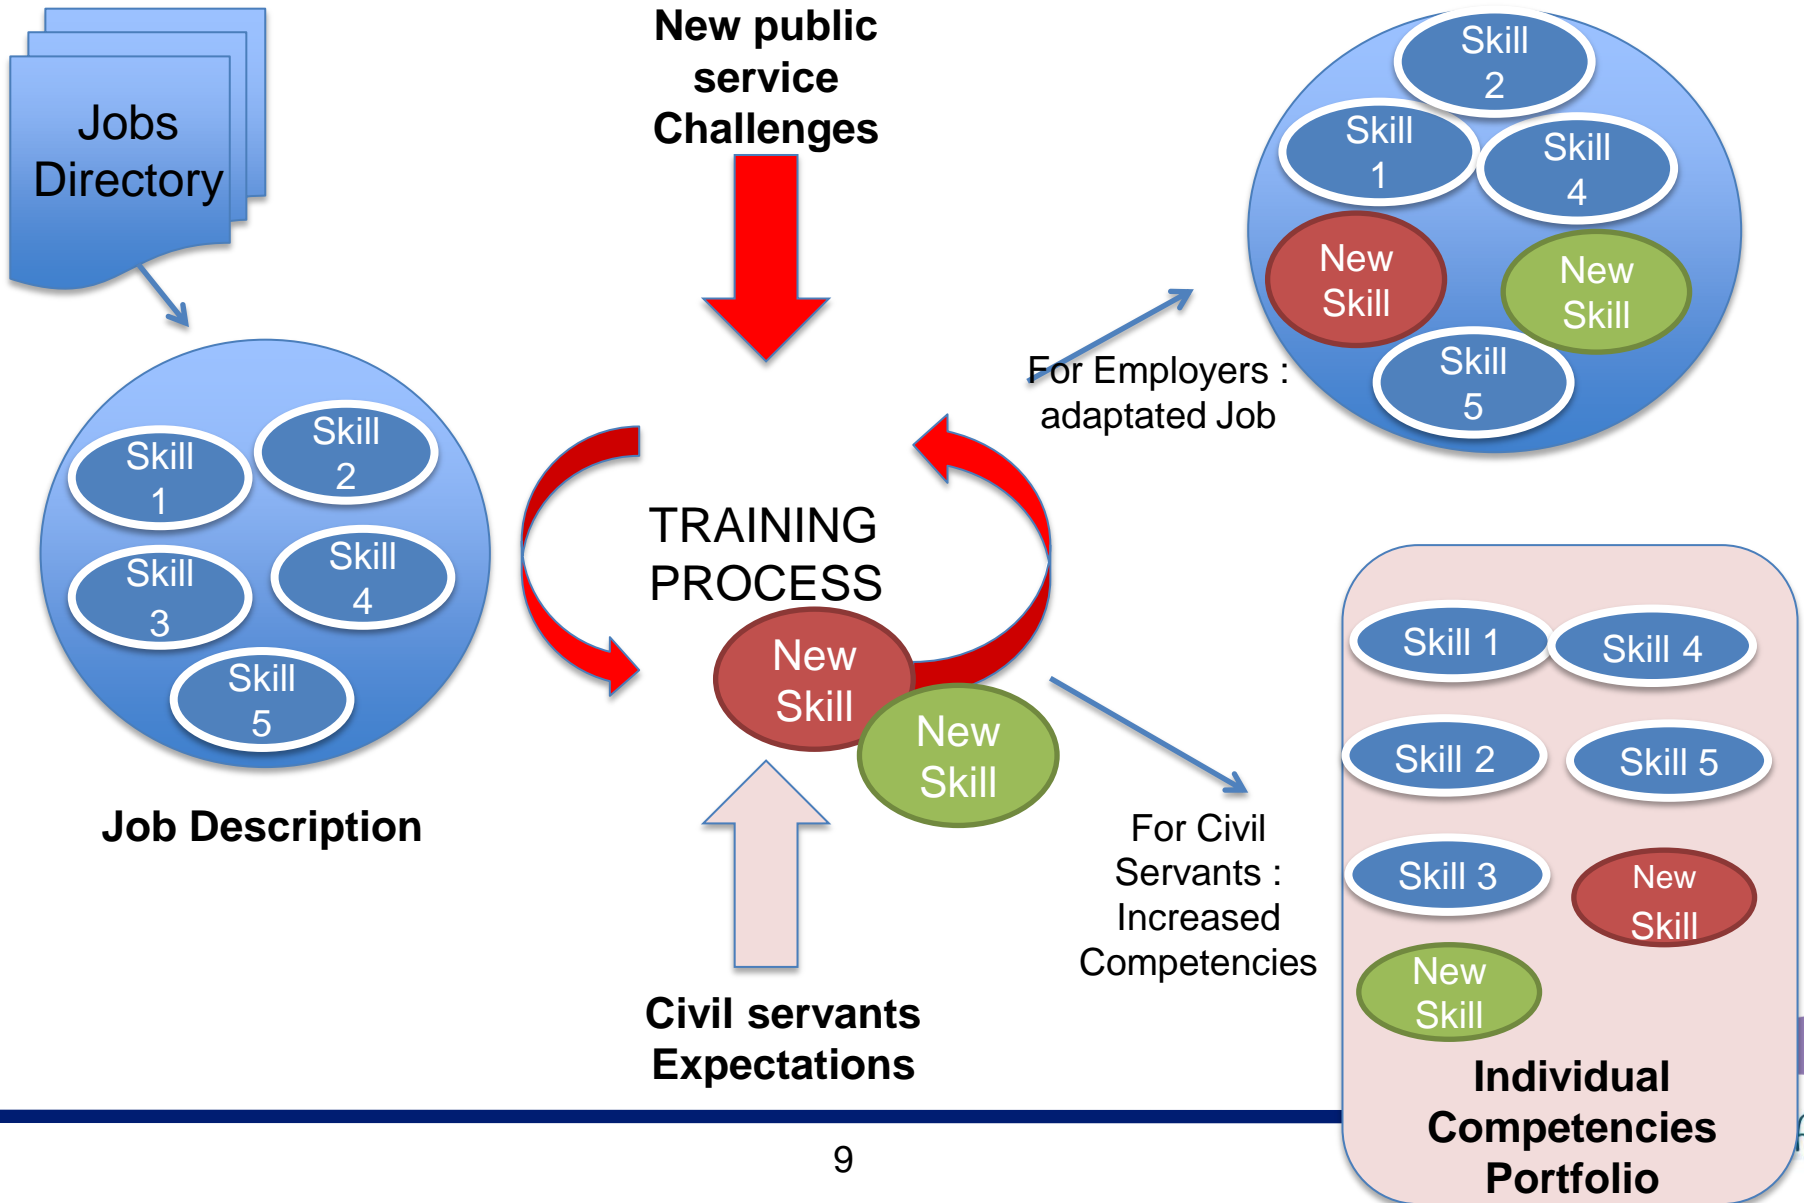 Jobs
Directory
New public
service
Challenges
Skill
2
Skill
1
Skill
4
New
Skill
New
Skill
Skill
5
For Employers :
adaptated Job
Skill
1
Skill
2
Skill
3
Skill
4
Skill
5
Job Description
TRAINING
PROCESS
New
Skill
New
Skill
For Civil
Servants :
Increased
Competencies
Civil servants
Expectations
Skill 1
Skill 4
Skill 2
Skill 5
Skill 3
New
Skill
New
Skill
Individual
Competencies
Portfolio
9